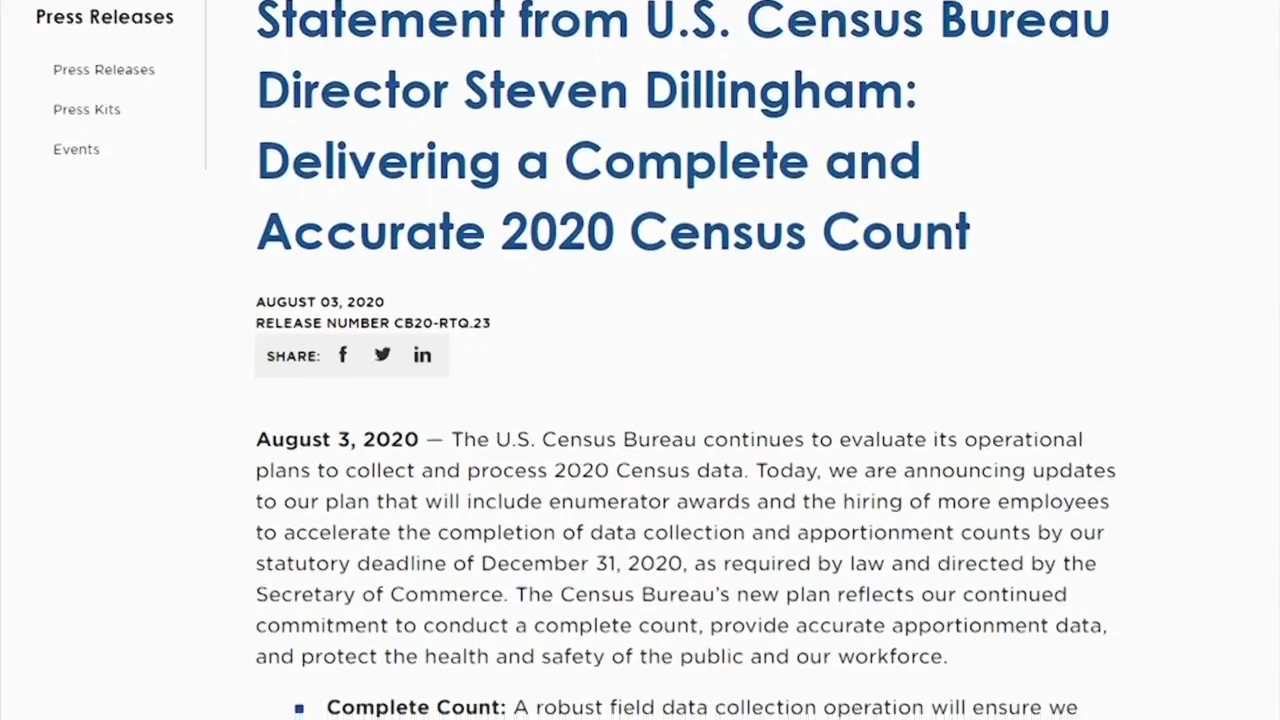 Press Releases
Press Releases
Press Kits
Events
Statement from U.S. Census Bureau
Director Steven Dillingham:
Delivering a Complete and
Accurate 2020 Census Count
AUGUST 03, 2020
RELEASE NUMBER CB20-RTQ.23
SHARE:
August 3, 2020 — The U.S. Census Bureau continues to evaluate its operational
plans to collect and process 2020 Census data. Today, we are announcing updates
to our plan that will include enumerator awards and the hiring of more employees
to accelerate the completion of data collection and apportionment counts by our
statutory deadline of December 31, 2020, as required by law and directed by the
Secretary of Commerce. The Census Bureau's new plan reflects our continued
commitment to conduct a complete count, provide accurate apportionment data,
and protect the health and safety of the public and our workforce.
Complete Count: A robust field data collection operation will ensure we